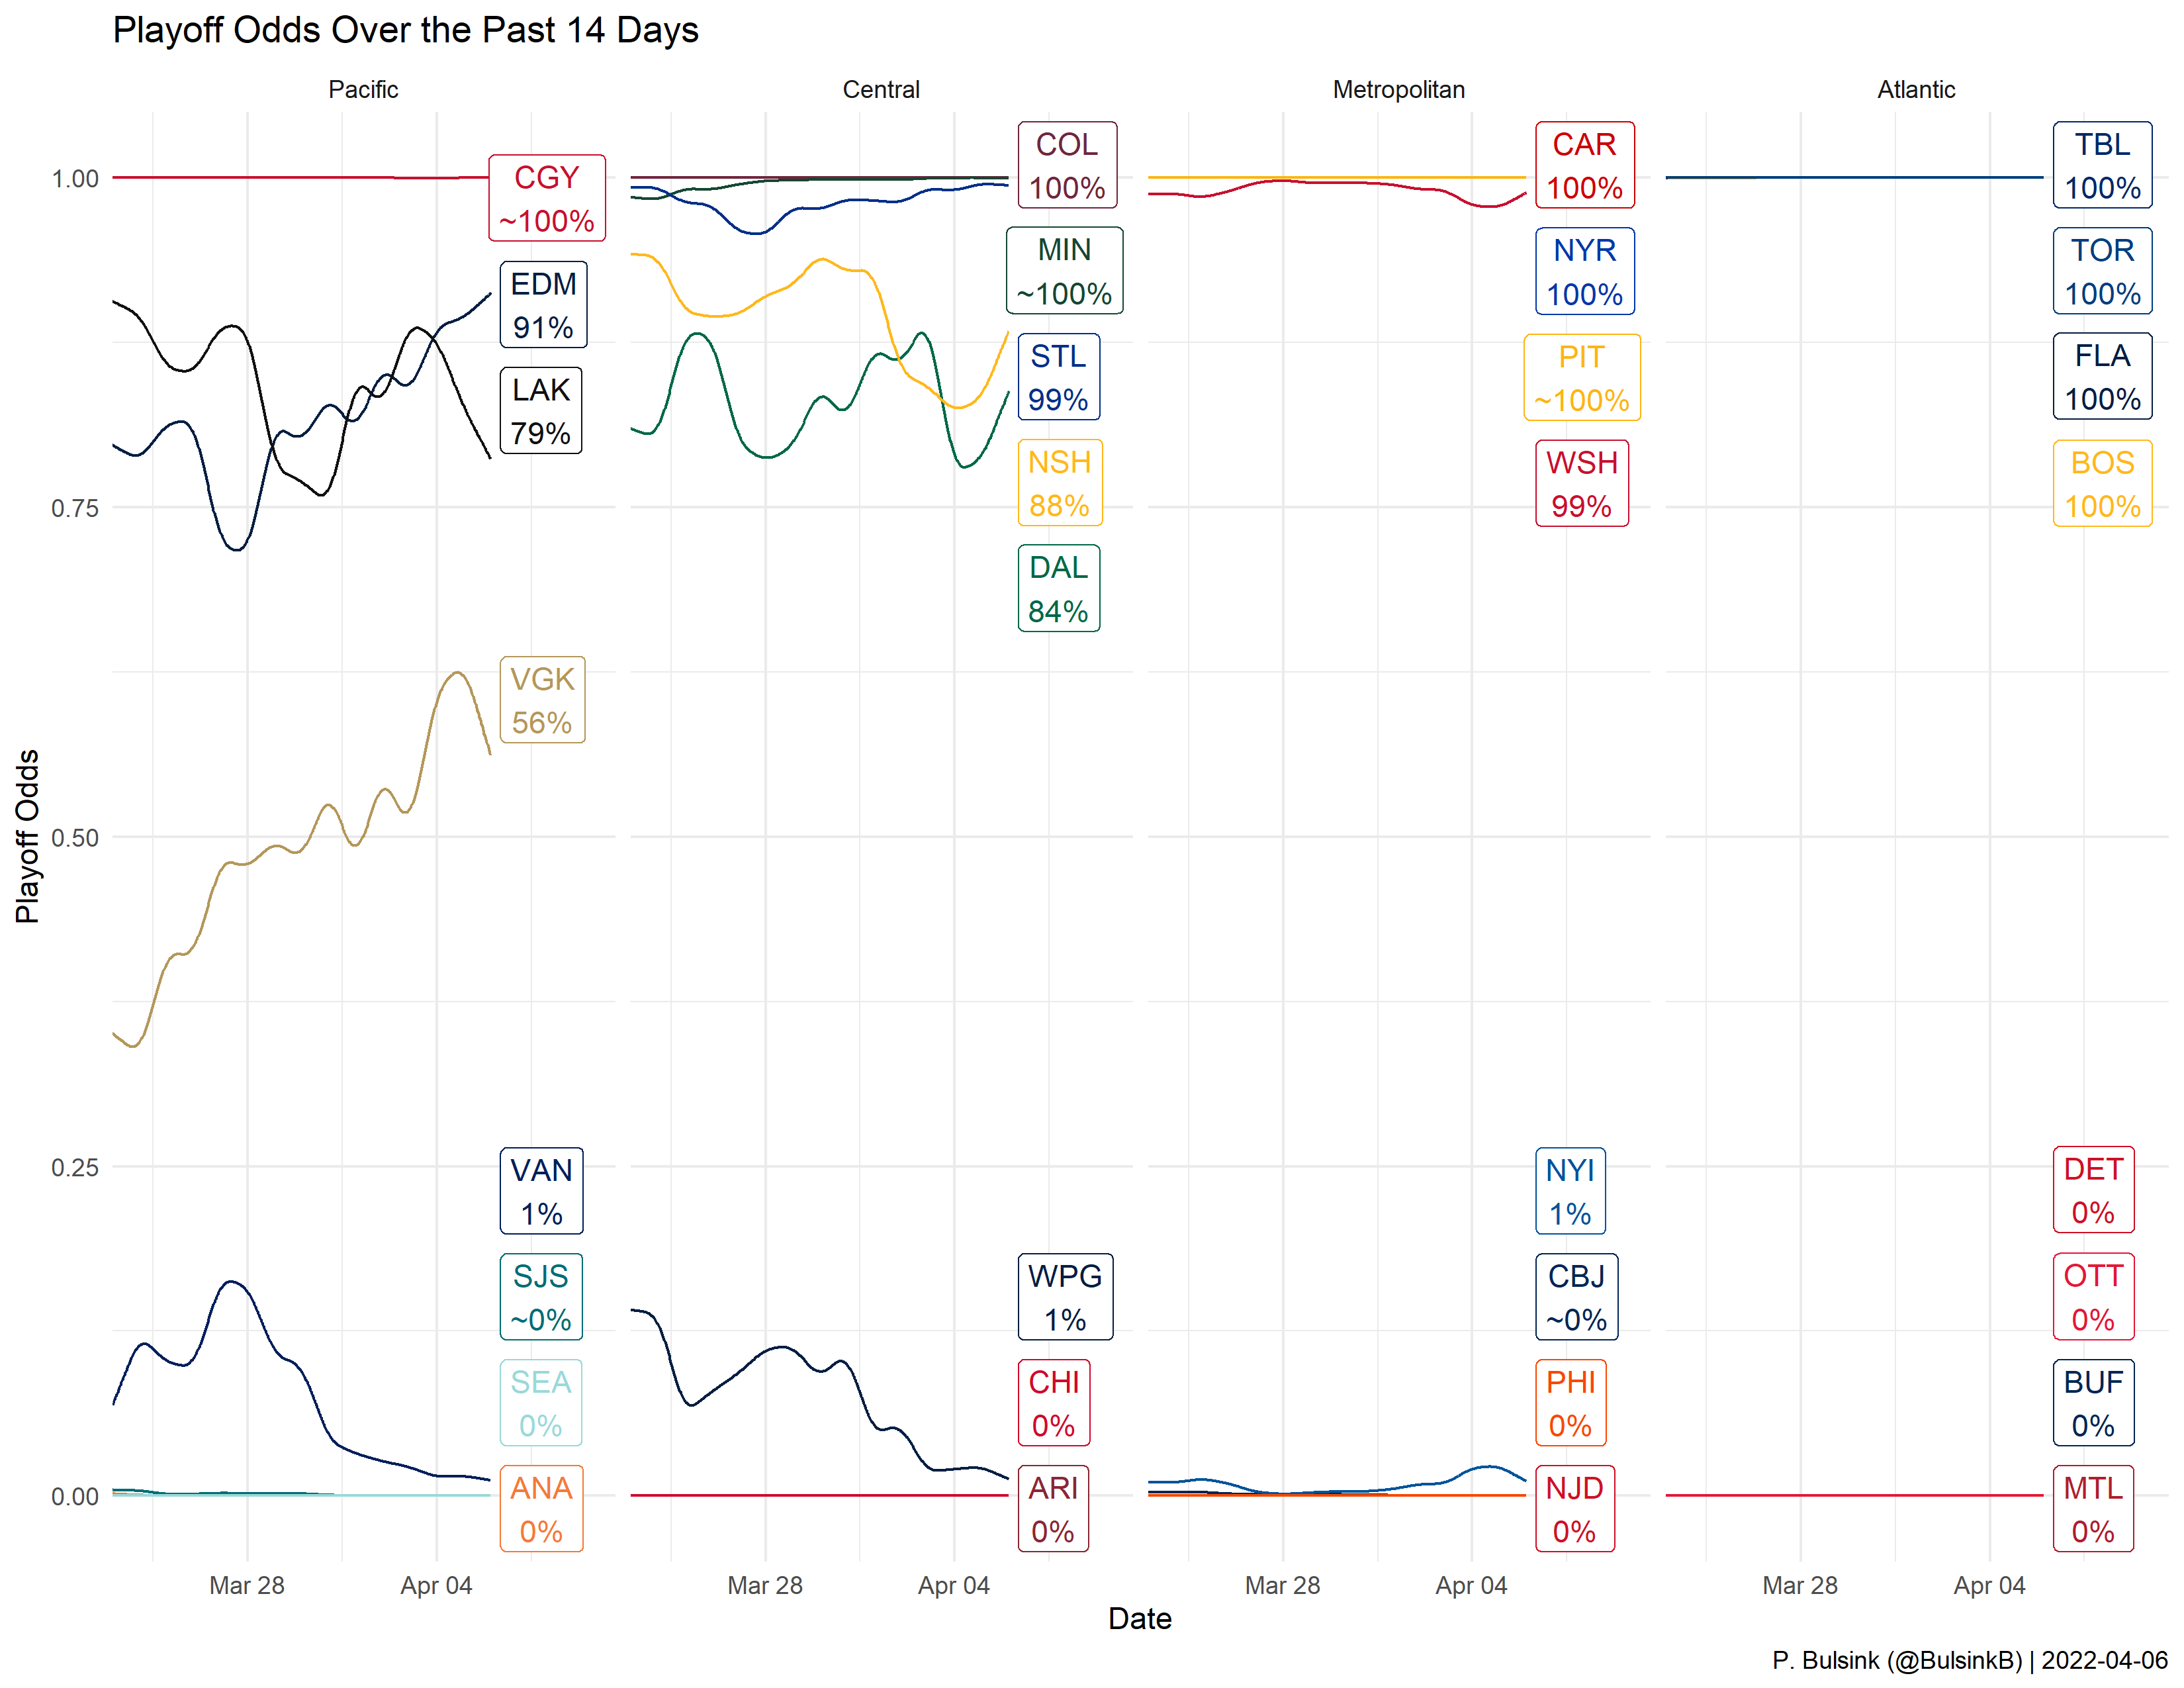 Playoff Odds Over the Past 14 Days
Pacific
Central
Metropolitan
Atlantic
Playoff Odds
1.00
0.75
0.50
0.25
0.00
CGY
~100%
EDM
91%
LAK
79%
VGK
56%
VAN
1%
SJS
~0%
SEA
0%
ANA
0%
COL
100%
MIN
~100%
STL
99%
NSH
88%
DAL
84%
WPG
1%
CHI
0%
ARI
0%
CAR
100%
NYR
100%
PIT
~100%
WSH
99%
NYI
1%
CBJ
~0%
PHI
0%
NJD
0%
TBL
100%
TOR
100%
FLA
100%
BOS
100%
DET
0%
OTT
0%
BUF
0%
MTL
0%
Mar 28
Apr 04
Mar 28
Apr 04
Mar 28
Apr 04
Mar 28
Apr 04
Date
P. Bulsink (@BulsinkB) | 2022-04-06